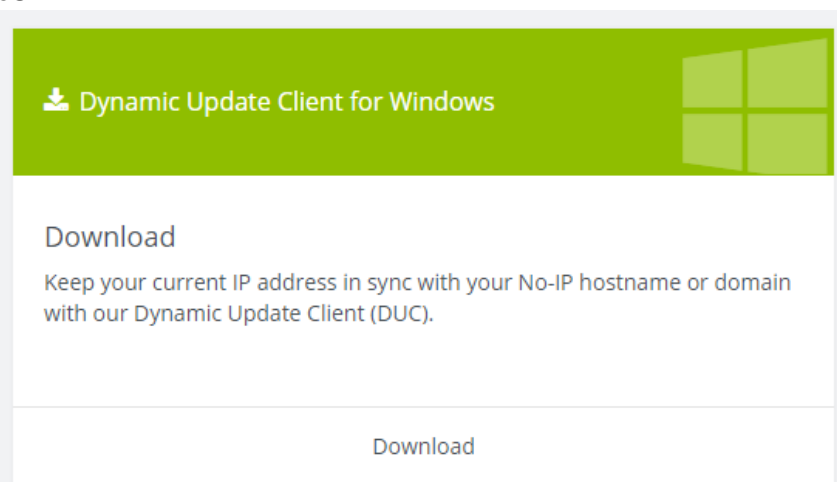 Dynamic Update Client for Windows
Download
Keep your current IP address in sync with your No-IP hostname or domain
with our Dynamic Update Client (DUC).
Download